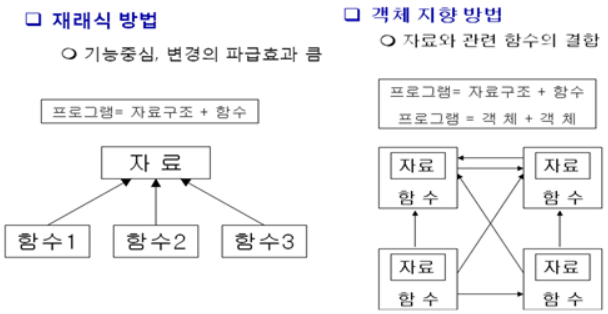 재래식 방법
기능중심, 변경의 파급효과 큼
프로그램= 자료구조 + 함수
자 료
함수1 함수2 함수3
객체 지향 방법
자료와 관련 함수의 결합
프로그램= 자료구조 + 함수
프로그램 = 객 체 + 객 체
자료 자료
함 수 함 수
자료 자료
함 수 함 수